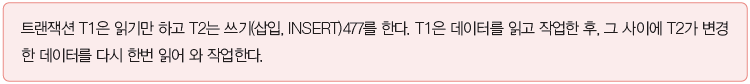 트랜잭션 T1은 읽기만 하고 T2는 쓰기(삽입, INSERT)477를 한다. T1은 데이터를 읽고 작업한 후, 그 사이에 T2가 변경
한 데이터를 다시 한번 읽어 와 작업한다.